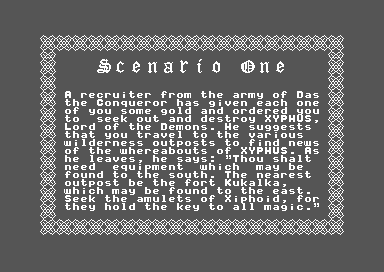 Scenario One
A recruiter from the army of Das
the Conqueror has given each one
of you some gold and ordered you
to seek out and destroy XYPHUS,
Lord of the Demons. He suggests
that you travel to the various
wilderness outposts to find news
of the whereabouts of XYPHUS. As
he leaves, he says: "Thou shalt
need equipment which may be
found to the south. The nearest
outpost be the fort Kukalka,
which may be found to the east.
Seek the amulets of Xiphoid, for
they hold the key to all magic."